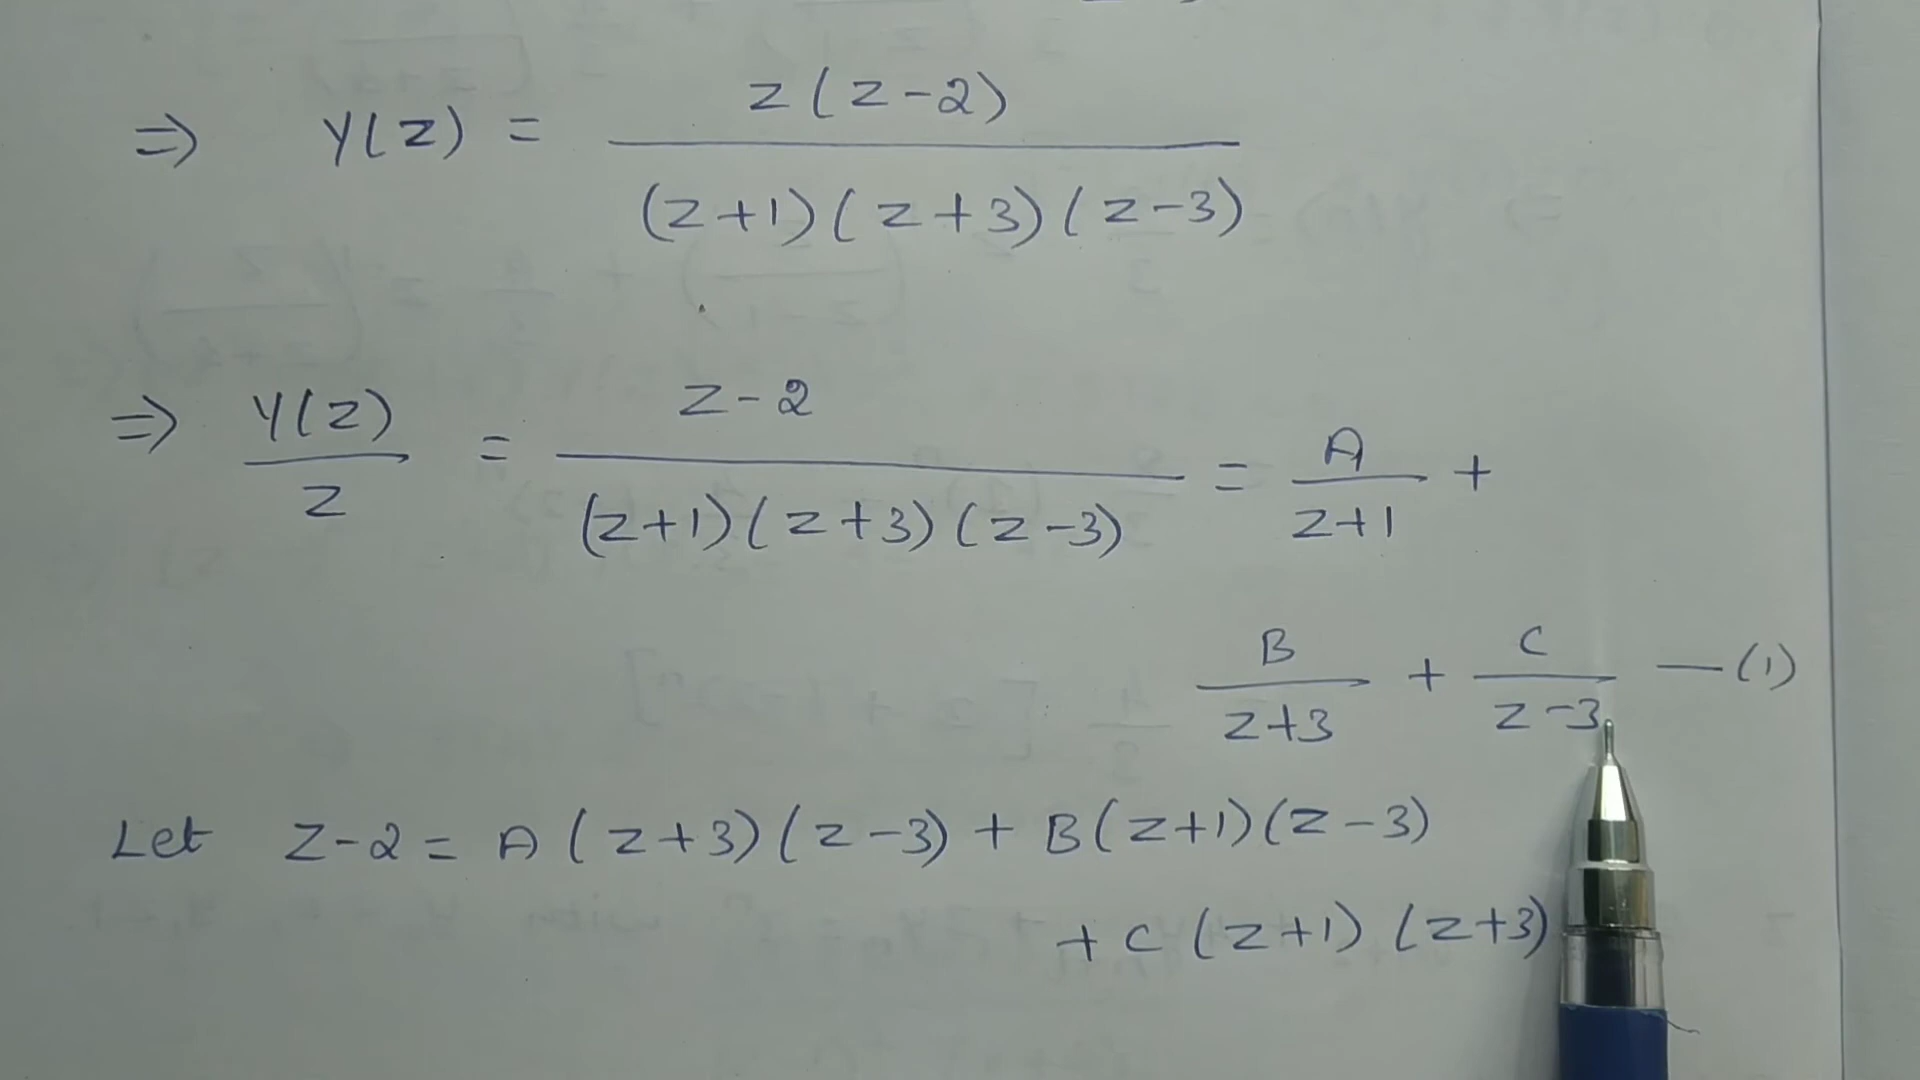 ⇒ Y(z) = z(z-2) / (z+1)(z+3)(z-3)
⇒ Y(z)/z = z-2 / (z+1)(z+3)(z-3) = A/z+1 +
B/z+3 + C/z-3 —(1)
Let z-2 = A(z+3)(z-3) + B(z+1)(z-3)
+ C(z+1)(z+3)